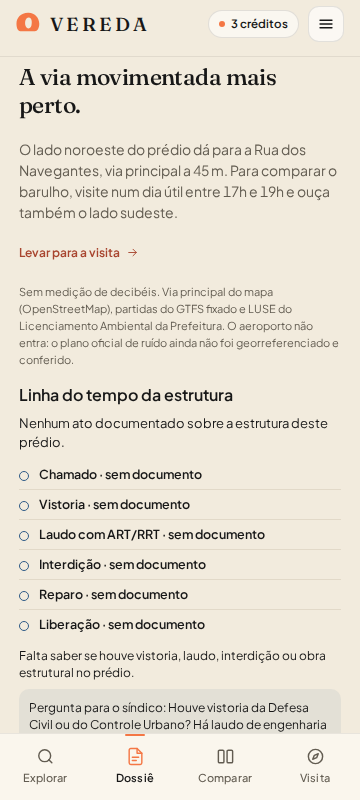 VEREDA
3 créditos
A via movimentada mais
perto.
O lado noroeste do prédio dá para a Rua dos
Navegantes, via principal a 45 m. Para comparar o
barulho, visite num dia útil entre 17h e 19h e ouça
também o lado sudeste.
Levar para a visita →
Sem medição de decibéis. Via principal do mapa
(OpenStreetMap), partidas do GTFS fixado e LUSE do
Licenciamento Ambiental da Prefeitura. O aeroporto não
entra: o plano oficial de ruído ainda não foi georreferenciado e
conferido.
Linha do tempo da estrutura
Nenhum ato documentado sobre a estrutura deste
prédio.
Chamado · sem documento
Vistoria · sem documento
Laudo com ART/RRT · sem documento
Interdição · sem documento
Reparo · sem documento
Liberação · sem documento
Falta saber se houve vistoria, laudo, interdição ou obra
estrutural no prédio.
Pergunta para o síndico: Houve vistoria da Defesa
Civil ou do Controle Urbano? Há laudo de engenharia
Explorar
Dossiê
Comparar
Visita